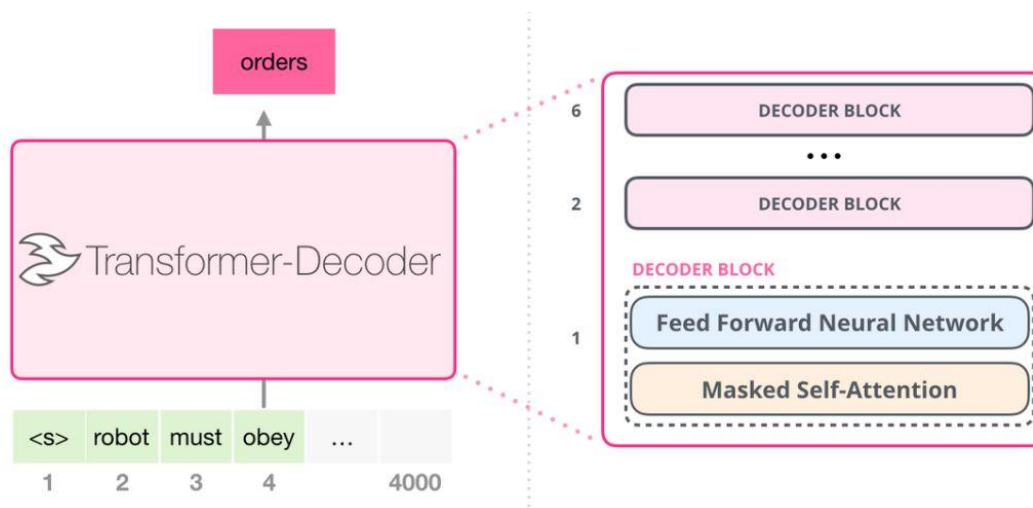 orders
Transformer-Decoder
<s> robot must obey ...
1 2 3 4 4000
6 DECODER BLOCK
...
2 DECODER BLOCK
DECODER BLOCK
1
Feed Forward Neural Network
Masked Self-Attention